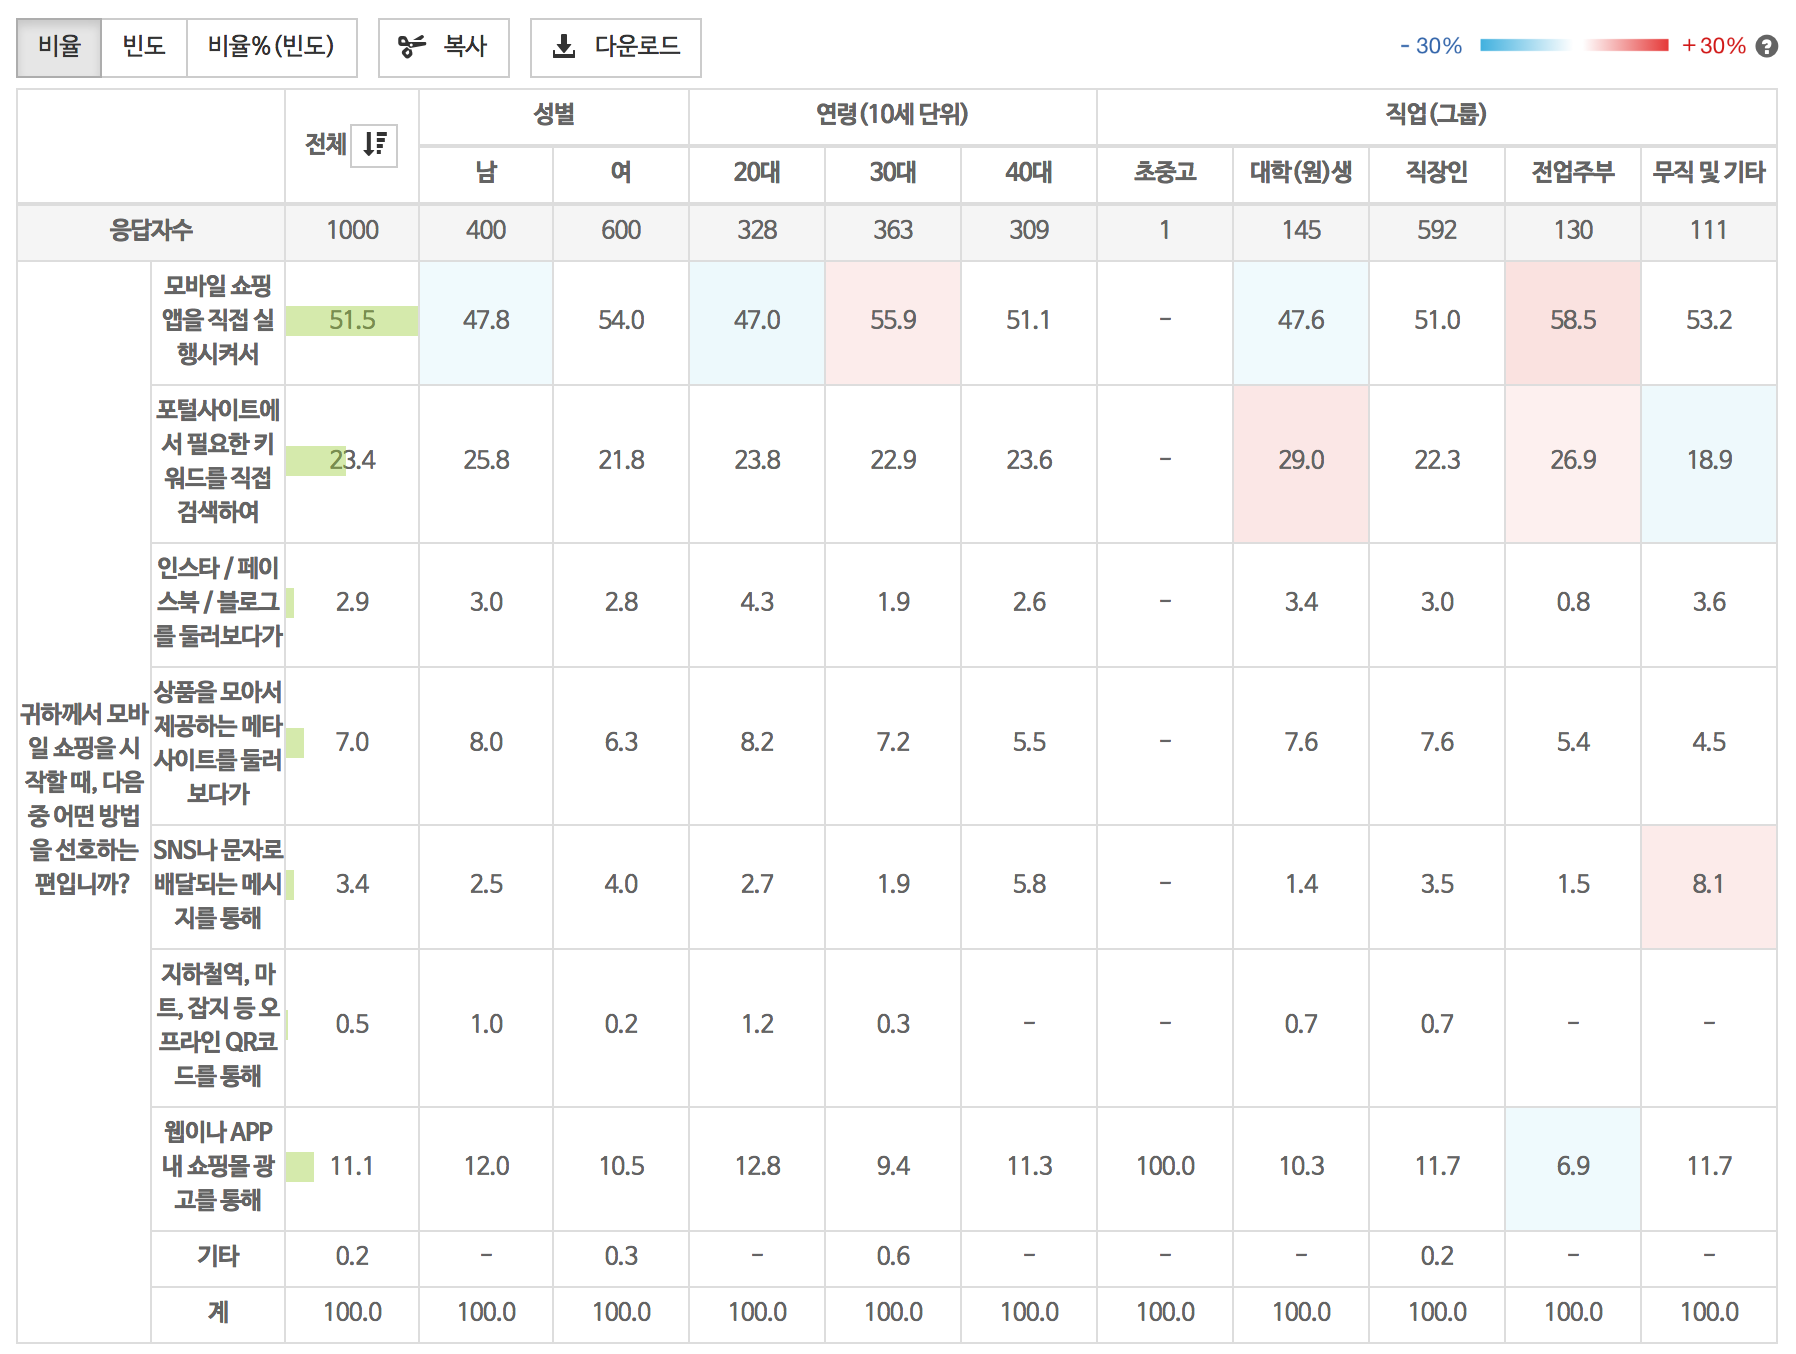 비율 빈도 비율%(빈도) 복사 다운로드 - 30% +30% ?
전체 성별 연령(10세 단위) 직업(그룹)
남 여 20대 30대 40대 초중고 대학(원)생 직장인 전업주부 무직 및 기타
응답자수 1000 400 600 328 363 309 1 145 592 130 111
귀하께서 모바
일 쇼핑을 시
작할 때, 다음
중 어떤 방법
을 선호하는
편입니까?
모바일 쇼핑
앱을 직접 실
행시켜서
51.5 47.8 54.0 47.0 55.9 51.1 - 47.6 51.0 58.5 53.2
포털사이트에
서 필요한 키
워드를 직접
검색하여
23.4 25.8 21.8 23.8 22.9 23.6 - 29.0 22.3 26.9 18.9
인스타 / 페이
스북 / 블로그
를 둘러보다가
2.9 3.0 2.8 4.3 1.9 2.6 - 3.4 3.0 0.8 3.6
상품을 모아서
제공하는 메타
사이트를 둘러
보다가
7.0 8.0 6.3 8.2 7.2 5.5 - 7.6 7.6 5.4 4.5
SNS나 문자로
배달되는 메시
지를 통해
3.4 2.5 4.0 2.7 1.9 5.8 - 1.4 3.5 1.5 8.1
지하철역, 마
트, 잡지 등 오
프라인 QR코
드를 통해
0.5 1.0 0.2 1.2 0.3 - - 0.7 0.7 - -
웹이나 APP
내 쇼핑몰 광
고를 통해
11.1 12.0 10.5 12.8 9.4 11.3 100.0 10.3 11.7 6.9 11.7
기타 0.2 - 0.3 - 0.6 - - - 0.2 - -
계 100.0 100.0 100.0 100.0 100.0 100.0 100.0 100.0 100.0 100.0 100.0